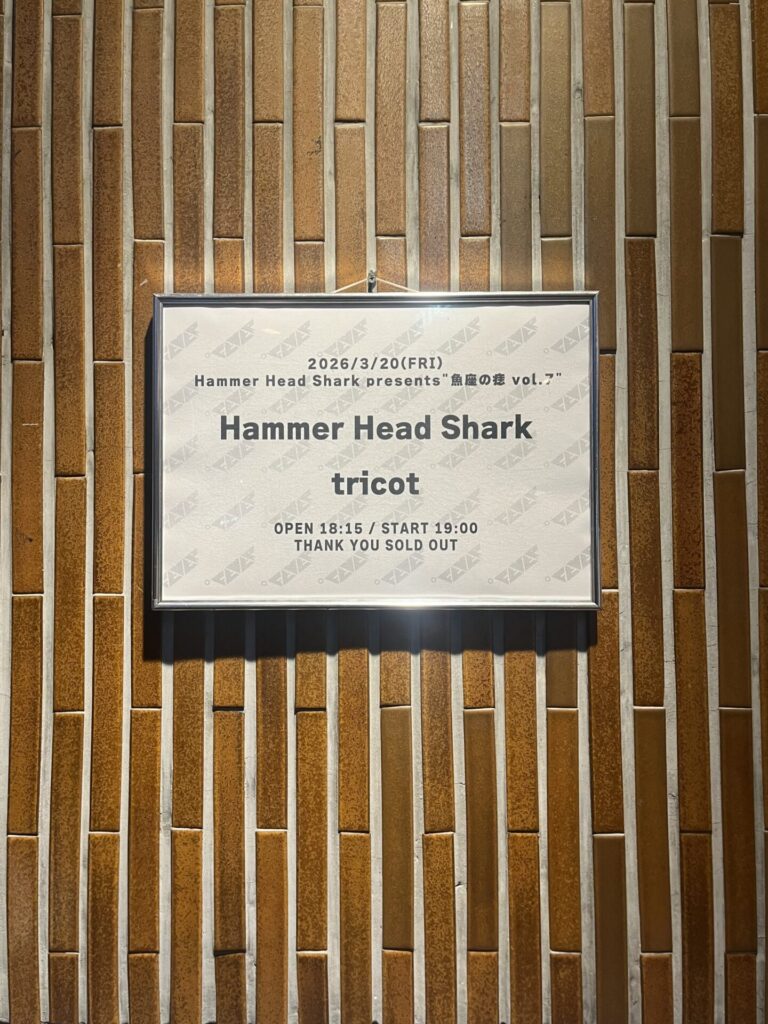 2026/3/20(FRI)
Hammer Head Shark presents"魚座の痣 vol.7"
Hammer Head Shark
tricot
OPEN 18:15 / START 19:00
THANK YOU SOLD OUT